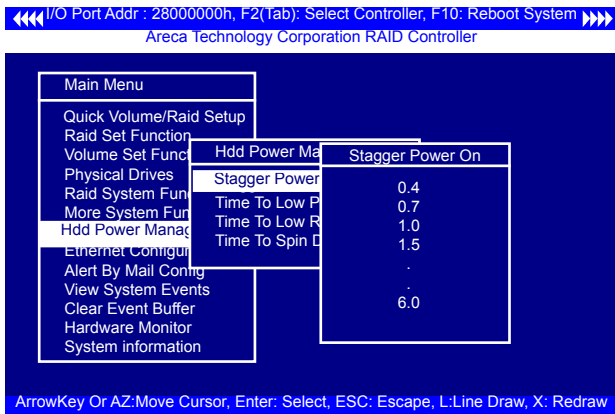 I/O Port Addr : 28000000h, F2(Tab): Select Controller, F10: Reboot System
Areca Technology Corporation RAID Controller
Main Menu
Quick Volume/Raid Setup
Raid Set Function
Volume Set Funct
Physical Drives
Raid System Fun
More System Fun
Hdd Power Manag
Ethernet Configur
Alert By Mail Config
View System Events
Clear Event Buffer
Hardware Monitor
System information
Hdd Power Ma
Stagger Power
Time To Low P
Time To Low R
Time To Spin D
Stagger Power On
0.4
0.7
1.0
1.5
.
.
6.0
ArrowKey Or AZ:Move Cursor, Enter: Select, ESC: Escape, L:Line Draw, X: Redraw